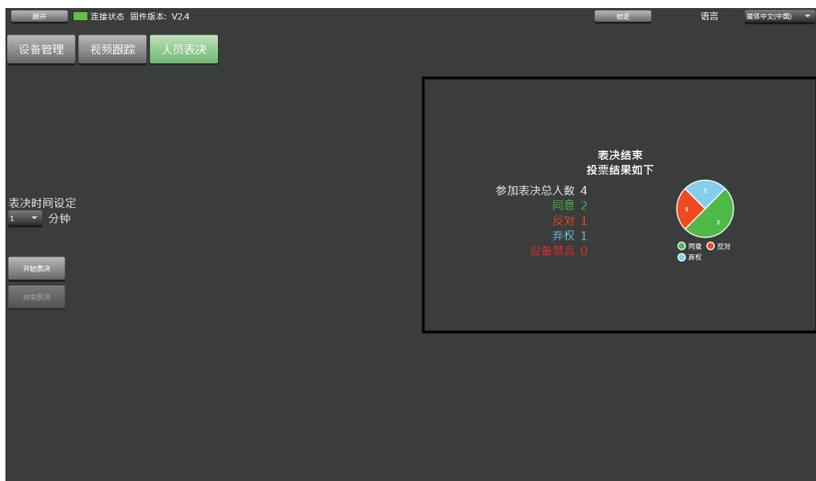 断开 连接状态 固件版本: V2.4 锁定 语言 简体中文(中国)
设备管理 视频跟踪 人员表决
表决结束
投票结果如下
参加表决总人数 4
同意 2
反对 1
弃权 1
设备禁言 0
1
1
2
同意 反对
弃权
表决时间设定
1 分钟
开始表决
结束表决